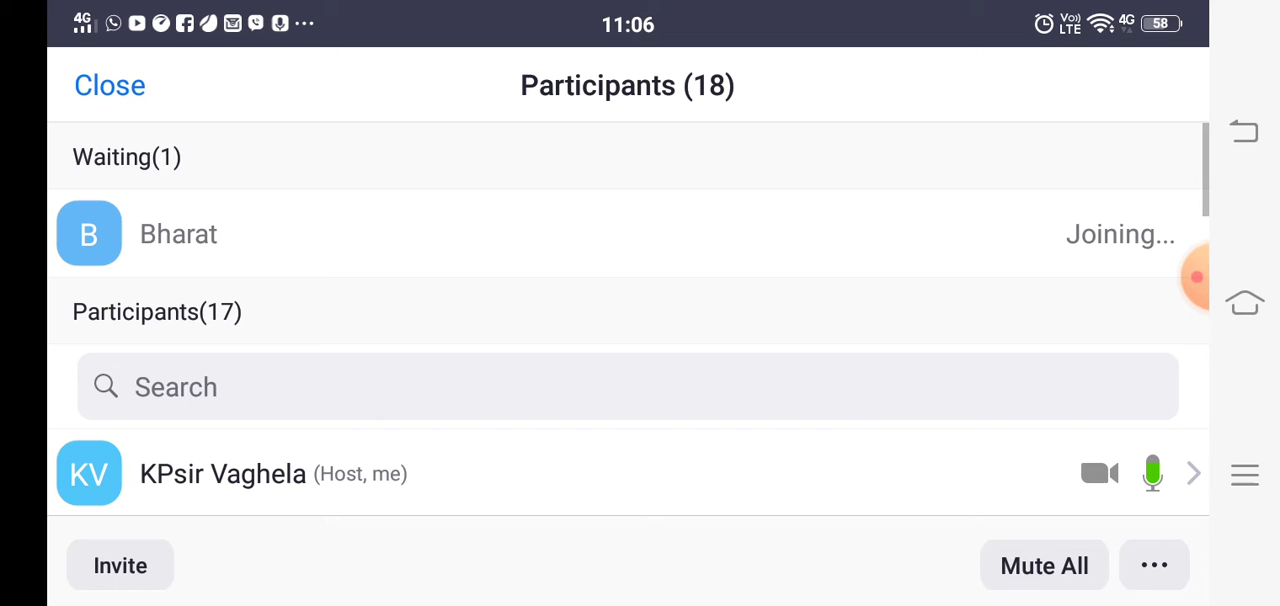 4G 11:06 Vo)) LTE 4G 58
Close Participants (18)
Waiting(1)
B Bharat Joining...
Participants(17)
Search
KV KPsir Vaghela (Host, me)
Invite Mute All ...